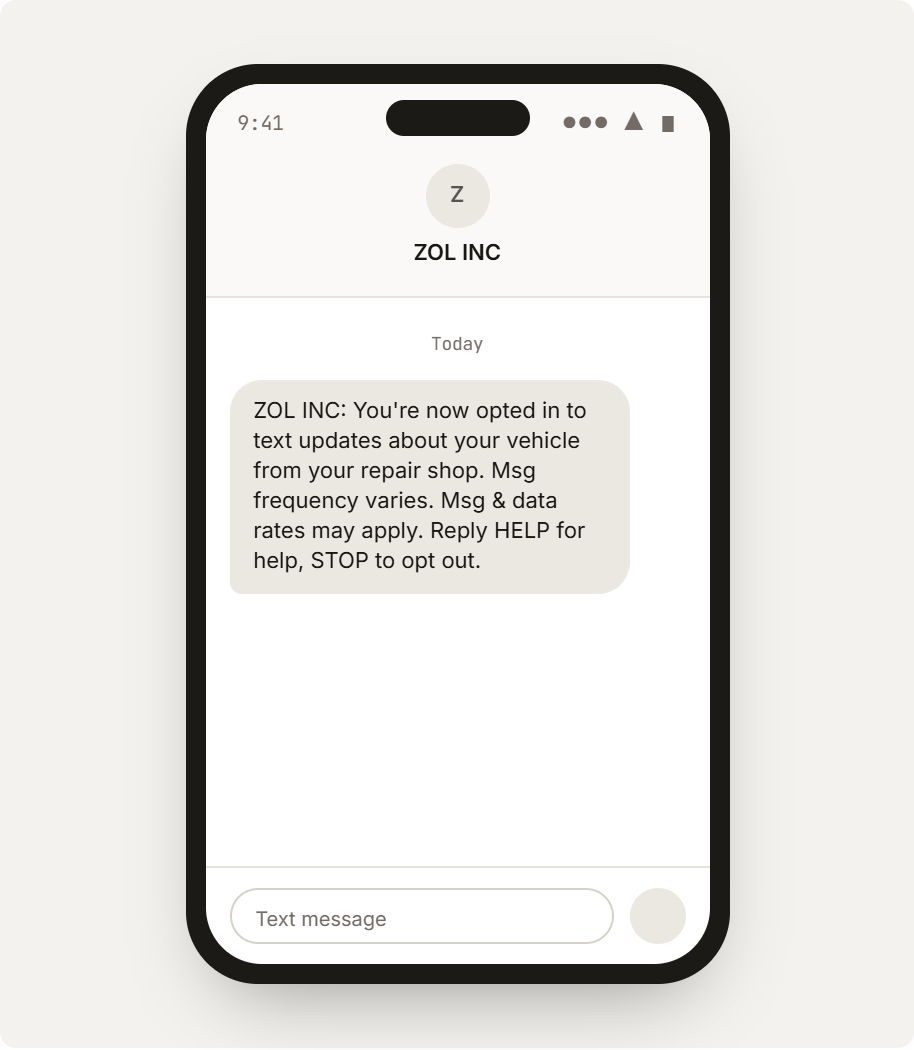 9:41
Z
ZOL INC
Today
ZOL INC: You're now opted in to
text updates about your vehicle
from your repair shop. Msg
frequency varies. Msg & data
rates may apply. Reply HELP for
help, STOP to opt out.
Text message